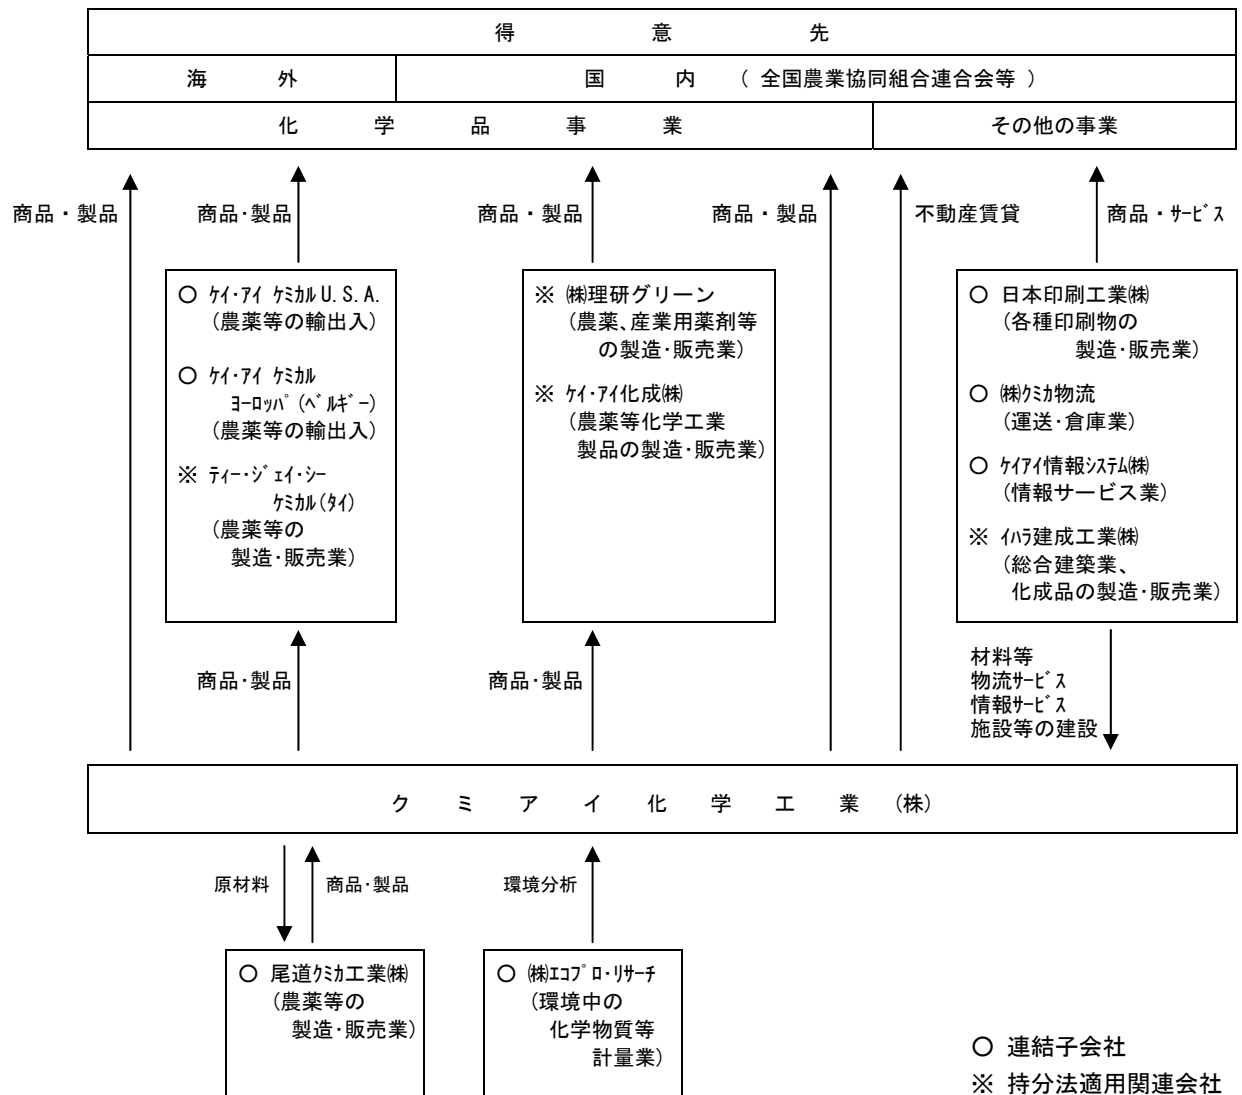 得意先
海外
国内（全国農業協同組合連合会等）
化学品事業
その他の事業
商品・製品
商品・製品
商品・製品
商品・製品
不動産賃貸
商品・ｻｰﾋﾞｽ
○ ｹｲ・ｱｲ ｹﾐｶﾙ U.S.A.
（農薬等の輸出入）
○ ｹｲ・ｱｲ ｹﾐｶﾙ
ﾖｰﾛｯﾊﾟ(ﾍﾞﾙｷﾞｰ)
（農薬等の輸出入）
※ ﾃｨｰ・ｼﾞｪｲ・ｼｰ
ｹﾐｶﾙ(ﾀｲ)
（農薬等の
製造・販売業）
※ ㈱理研グリーン
（農薬、産業用薬剤等
の製造・販売業）
※ ｹｲ・ｱｲ化成㈱
（農薬等化学工業
製品の製造・販売業）
○ 日本印刷工業㈱
（各種印刷物の
製造・販売業）
○ ㈱ｸﾐｶ物流
（運送・倉庫業）
○ ｹｲｱｲ情報ｼｽﾃﾑ㈱
（情報サービス業）
※ ｲﾊﾗ建成工業㈱
（総合建築業、
化成品の製造・販売業）
商品・製品
商品・製品
材料等
物流ｻｰﾋﾞｽ
情報ｻｰﾋﾞｽ
施設等の建設
クミアイ化学工業（株）
原材料
商品・製品
環境分析
○ 尾道ｸﾐｶ工業㈱
（農薬等の
製造・販売業）
○ ㈱ｴｺﾌﾟﾛ・ﾘｻｰﾁ
（環境中の
化学物質等
計量業）
○ 連結子会社
※ 持分法適用関連会社